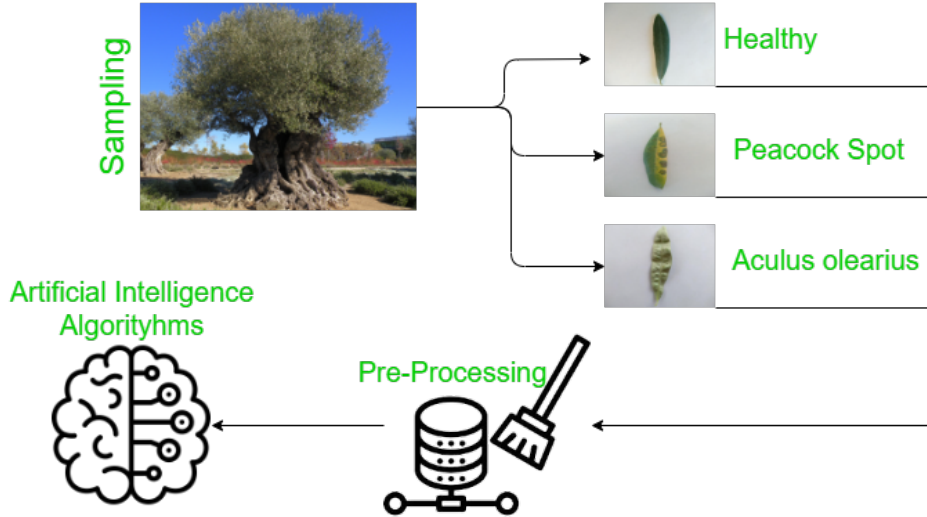 Sampling
Healthy
Peacock Spot
Aculus olearius
Artificial Intelligence
Algorityhms
Pre-Processing